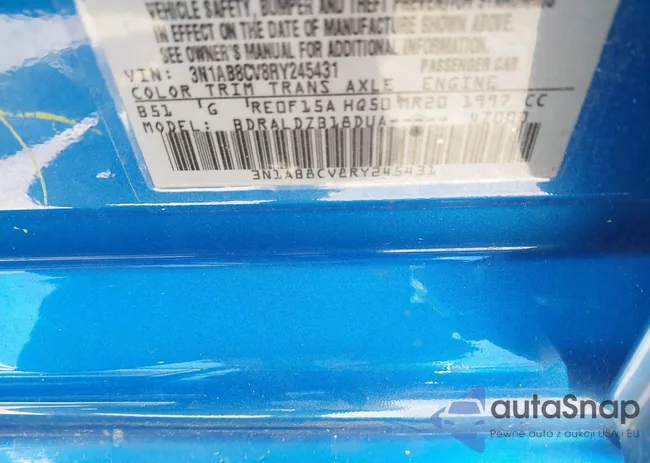 VEHICLE SAFETY, BUMPER AND THEFT PREVENTION STANDARDS
IN EFFECT ON THE DATE OF MANUFACTURE SHOWN ABOVE.
SEE OWNER'S MANUAL FOR ADDITIONAL INFORMATION.
VIN: 3N1AB8CV8RY245431 PASSENGER CAR
COLOR TRIM TRANS AXLE ENGINE
B51 G RE0F15A HQ50 MR20 1997 CC
MODEL: BDRALDZB18DUA-----
3N1AB8CV8RY245431
autoSnap
Pewne auto z aukcji USA i EU